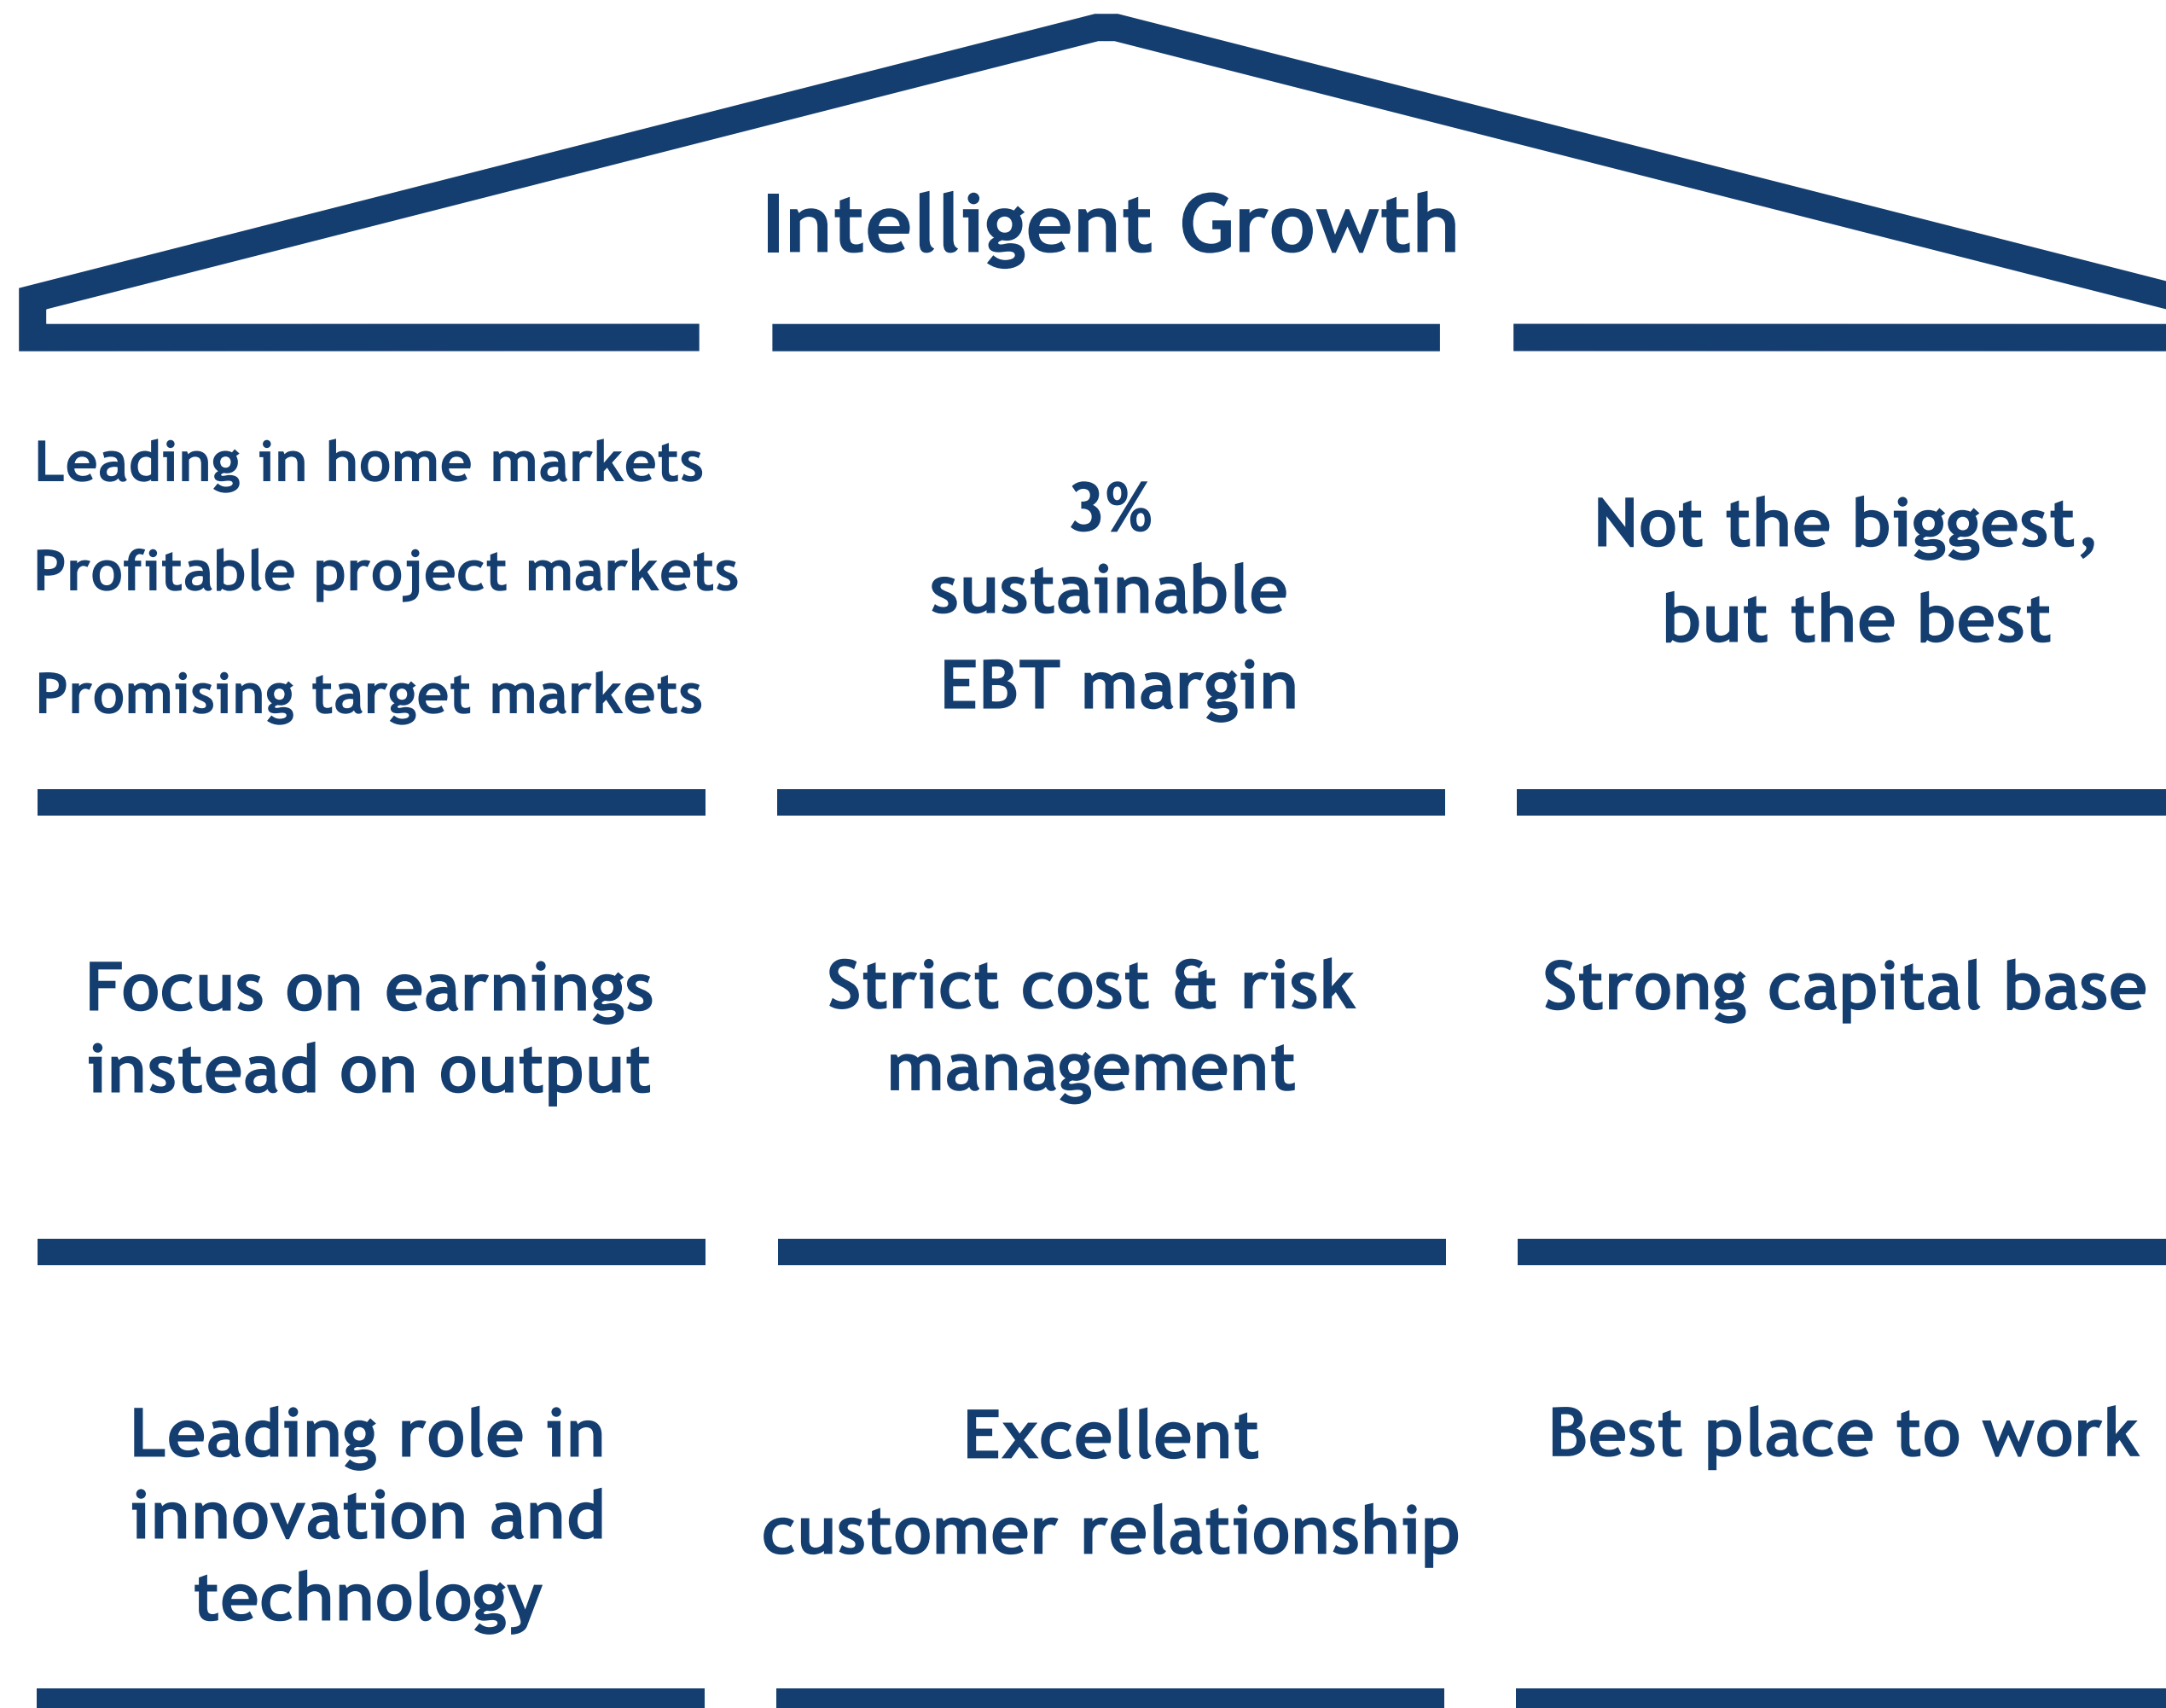 Intelligent Growth
Leading in home markets
Profitable project markets
Promising target markets
3%
sustainable
EBT margin
Not the biggest,
but the best
Focus on earnings
instead on output
Strict cost & risk
management
Strong capital base
Leading role in
innovation and
technology
Excellent
customer relationship
Best place to work